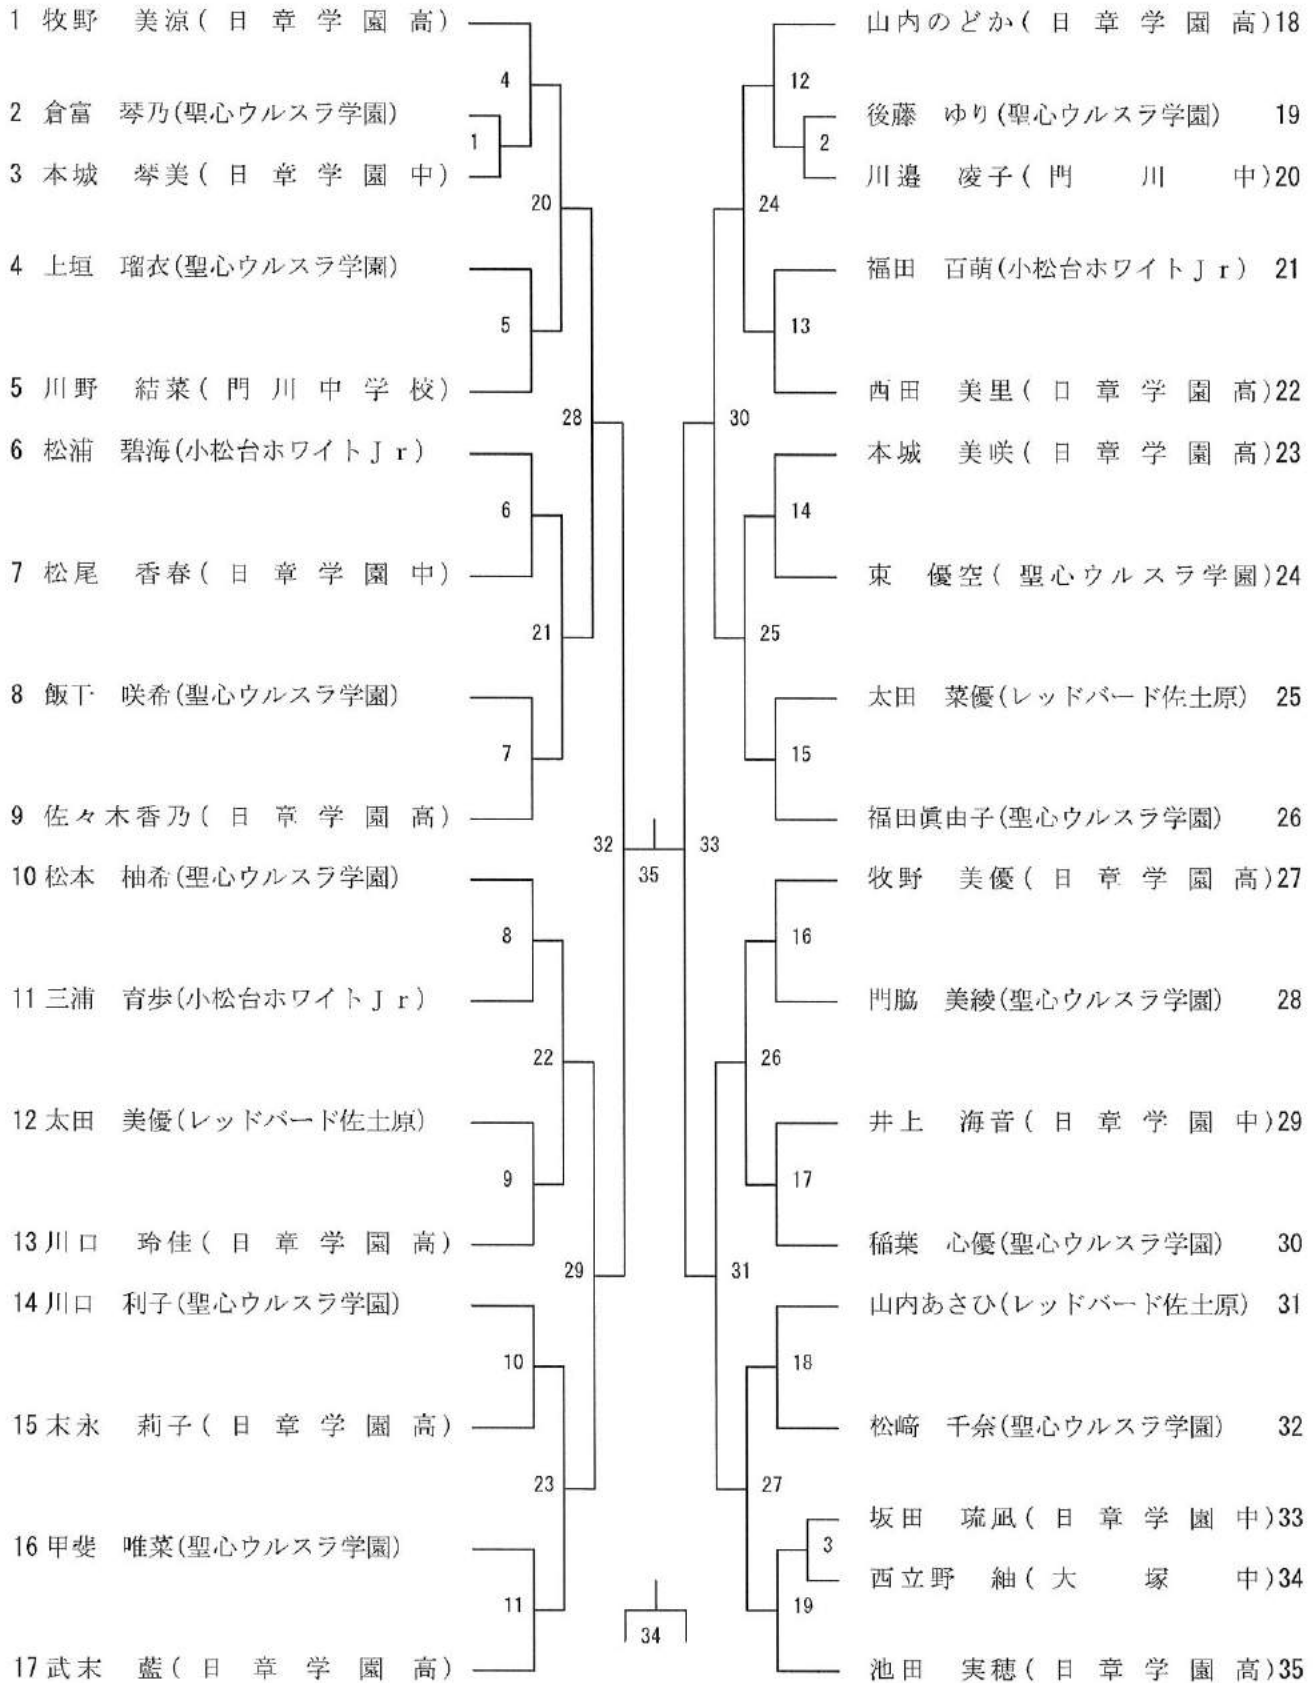 1 牧野 美涼(日章学園高)
2 倉富 琴乃(聖心ウルスラ学園)
3 本城 琴美(日章学園中)
4 上垣 瑠衣(聖心ウルスラ学園)
5 川野 結菜(門川中学校)
6 松浦 碧海(小松台ホワイトJr)
7 松尾 香春(日章学園中)
8 飯干 咲希(聖心ウルスラ学園)
9 佐々木香乃(日章学園高)
10 松本 柚希(聖心ウルスラ学園)
11 三浦 育歩(小松台ホワイトJr)
12 太田 美優(レッドバード佐土原)
13 川口 玲佳(日章学園高)
14 川口 利子(聖心ウルスラ学園)
15 末永 莉子(日章学園高)
16 甲斐 唯菜(聖心ウルスラ学園)
17 武末 藍(日章学園高)
4
1
20
5
28
6
21
7
32
8
22
9
29
10
23
11
35
34
12
2
24
13
30
14
25
15
33
16
26
17
31
18
27
3
19
山内のどか(日章学園高)18
後藤 ゆり(聖心ウルスラ学園) 19
川邉 凌子(門川中)20
福田 百萌(小松台ホワイトJr) 21
西田 美里(日章学園高)22
本城 美咲(日章学園高)23
東 優空(聖心ウルスラ学園)24
太田 菜優(レッドバード佐土原) 25
福田眞由子(聖心ウルスラ学園) 26
牧野 美優(日章学園高)27
門脇 美綾(聖心ウルスラ学園) 28
井上 海音(日章学園中)29
稲葉 心優(聖心ウルスラ学園) 30
山内あさひ(レッドバード佐土原) 31
松﨑 千奈(聖心ウルスラ学園) 32
坂田 琉凪(日章学園中)33
西立野 紬(大塚中)34
池田 実穂(日章学園高)35